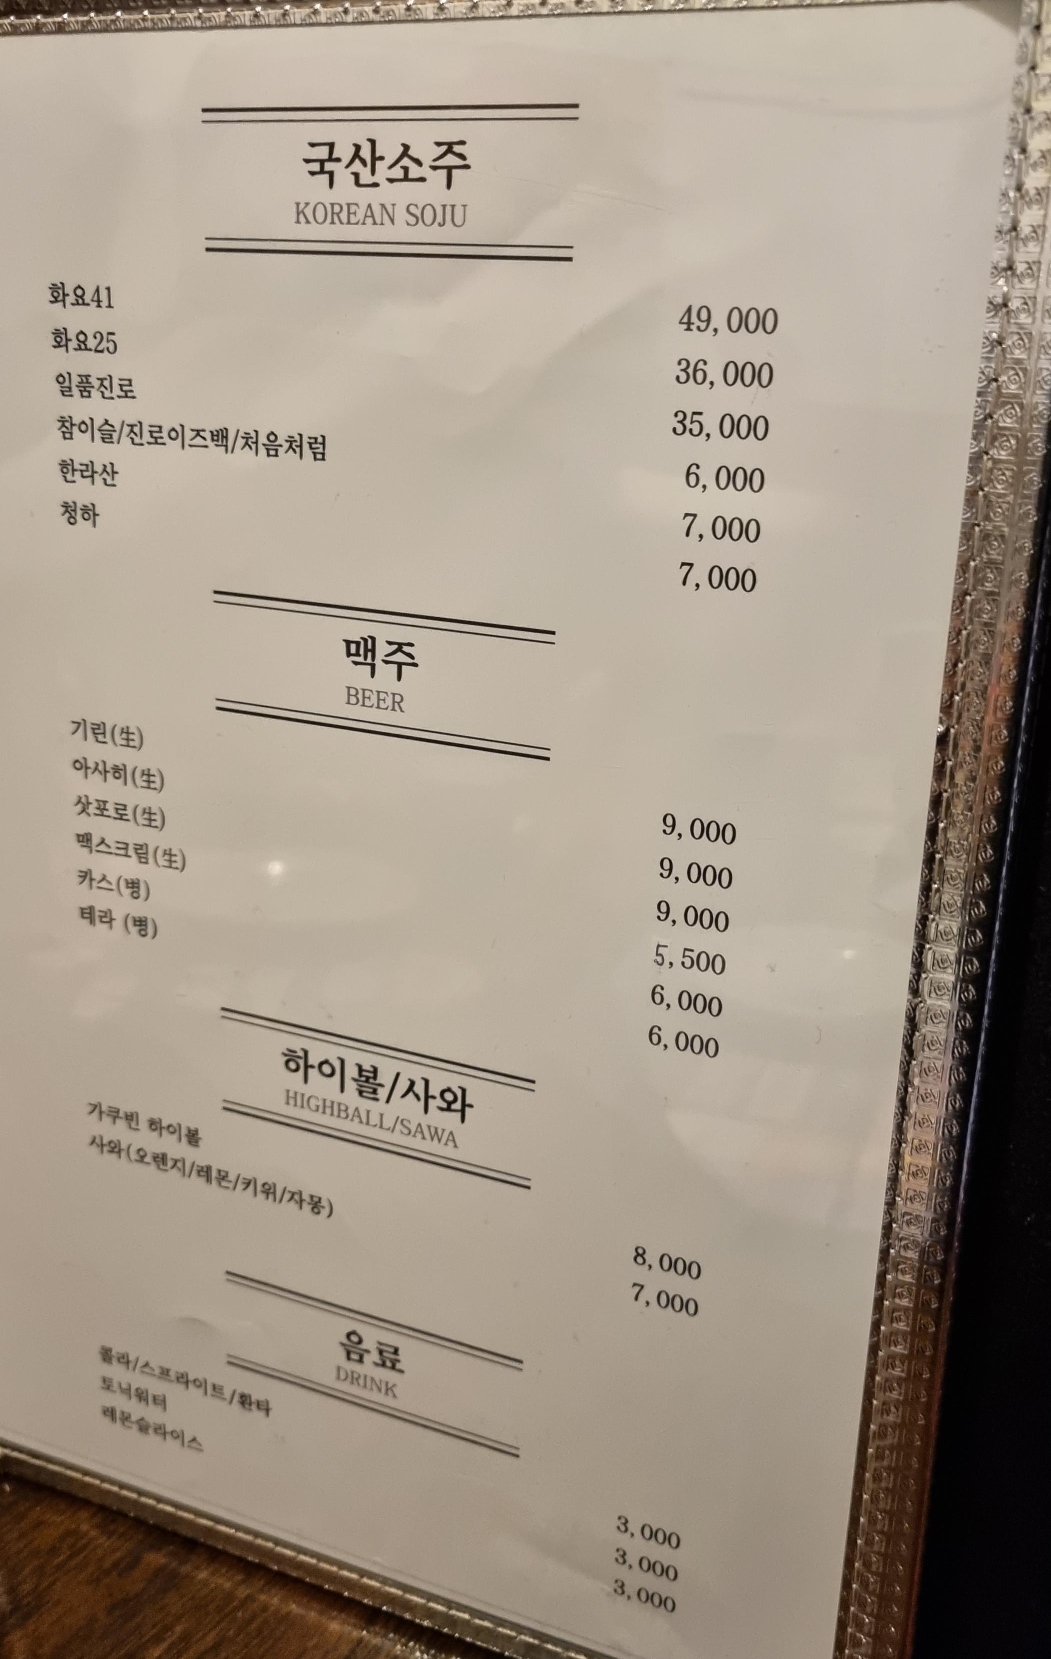 국산소주
KOREAN SOJU
화요41 49,000
화요25 36,000
일품진로 35,000
참이슬/진로이즈백/처음처럼 6,000
한라산 7,000
청하 7,000
맥주
BEER
기린(生) 9,000
아사히(生) 9,000
삿포로(生) 9,000
맥스크림(生) 5,500
카스(병) 6,000
테라 (병) 6,000
하이볼/사와
HIGHBALL/SAWA
가쿠빈 하이볼 8,000
사와(오렌지/레몬/키위/자몽) 7,000
음료
DRINK
콜라/스프라이트/환타 3,000
토닉워터 3,000
레몬슬라이스 3,000